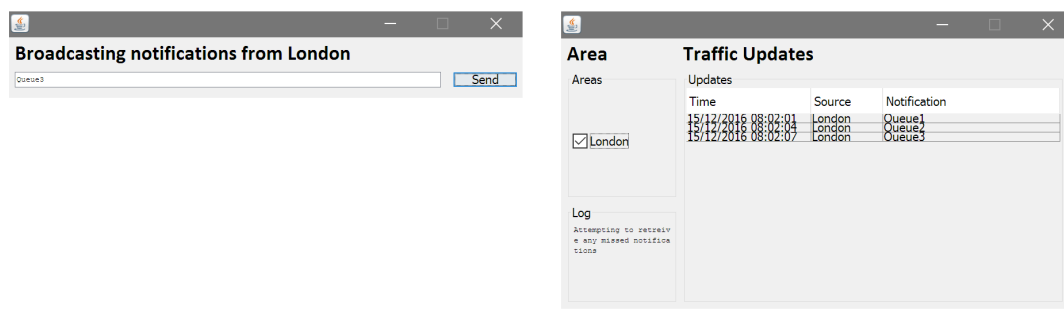 Broadcasting notifications from London
Queue3
Send
Area
Traffic Updates
Areas
London
Log
Attempting to retreiv
e any missed notifica
tions
Updates
Time Source Notification
15/12/2016 08:02:01 London Queue1
15/12/2016 08:02:04 London Queue2
15/12/2016 08:02:07 London Queue3